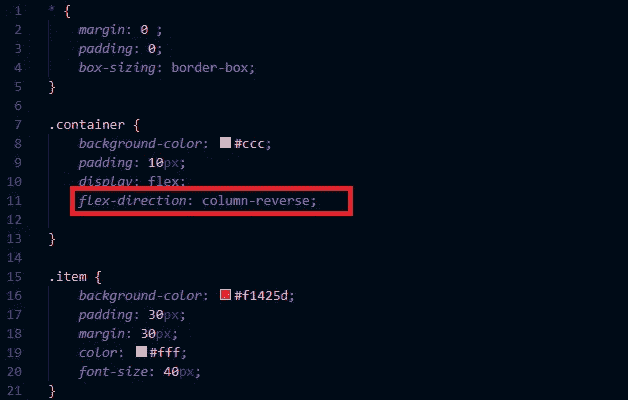 1 * {
2 margin: 0 ;
3 padding: 0;
4 box-sizing: border-box;
5 }
6
7 .container {
8 background-color: #ccc;
9 padding: 10px;
10 display: flex;
11 flex-direction: column-reverse;
12
13 }
14
15 .item {
16 background-color: #f1425d;
17 padding: 30px;
18 margin: 30px;
19 color: #fff;
20 font-size: 40px;
21 }